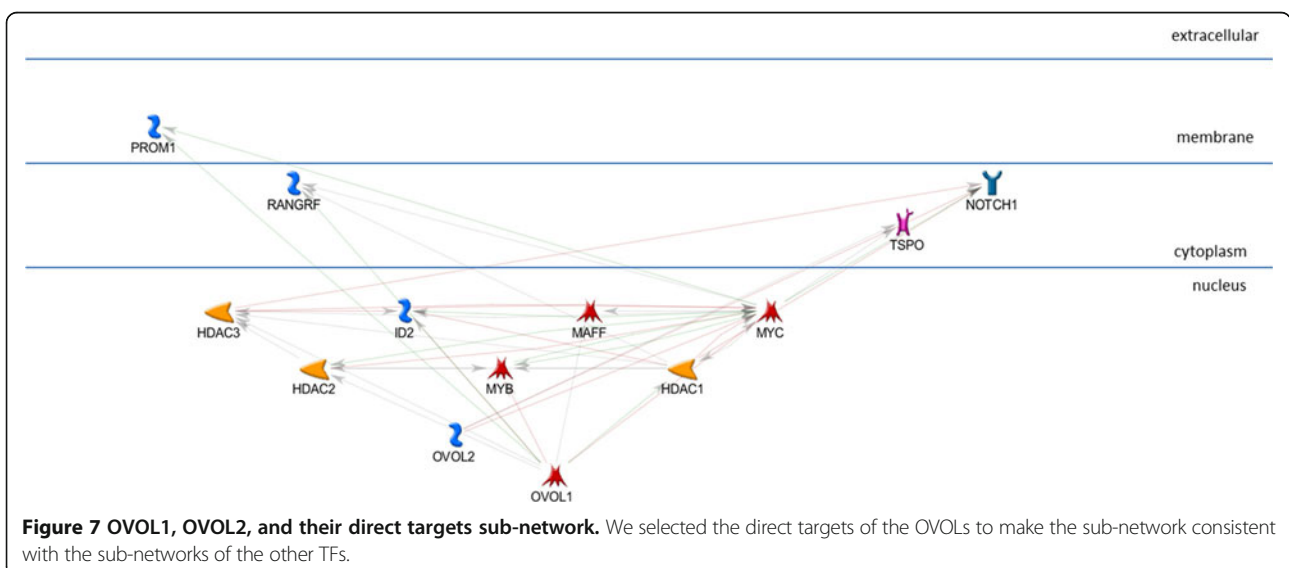 extracellular
membrane
PROM1
RANGRF
NOTCH1
TSPO
cytoplasm
nucleus
HDAC3
ID2
MAFF
MYC
HDAC2
MYB
HDAC1
OVOL2
OVOL1
Figure 7 OVOL1, OVOL2, and their direct targets sub-network. We selected the direct targets of the OVOLs to make the sub-network consistent
with the sub-networks of the other TFs.